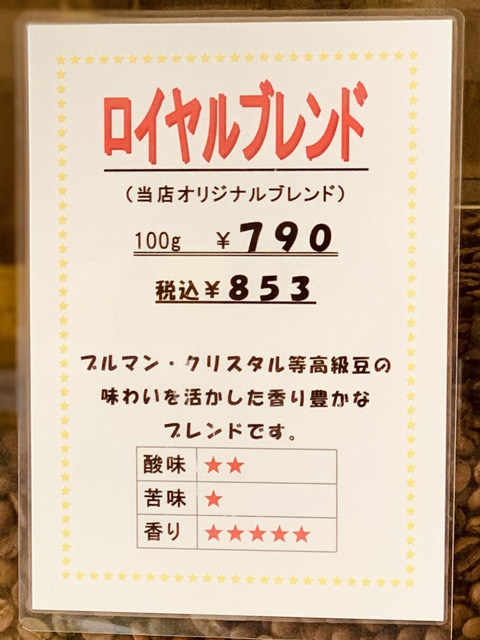 ロイヤルブレンド
(当店オリジナルブレンド)
100g ¥790
税込¥853
ブルマン・クリスタル等高級豆の
味わいを活かした香り豊かな
ブレンドです。
酸味 ★★
苦味 ★
香り ★★★★★